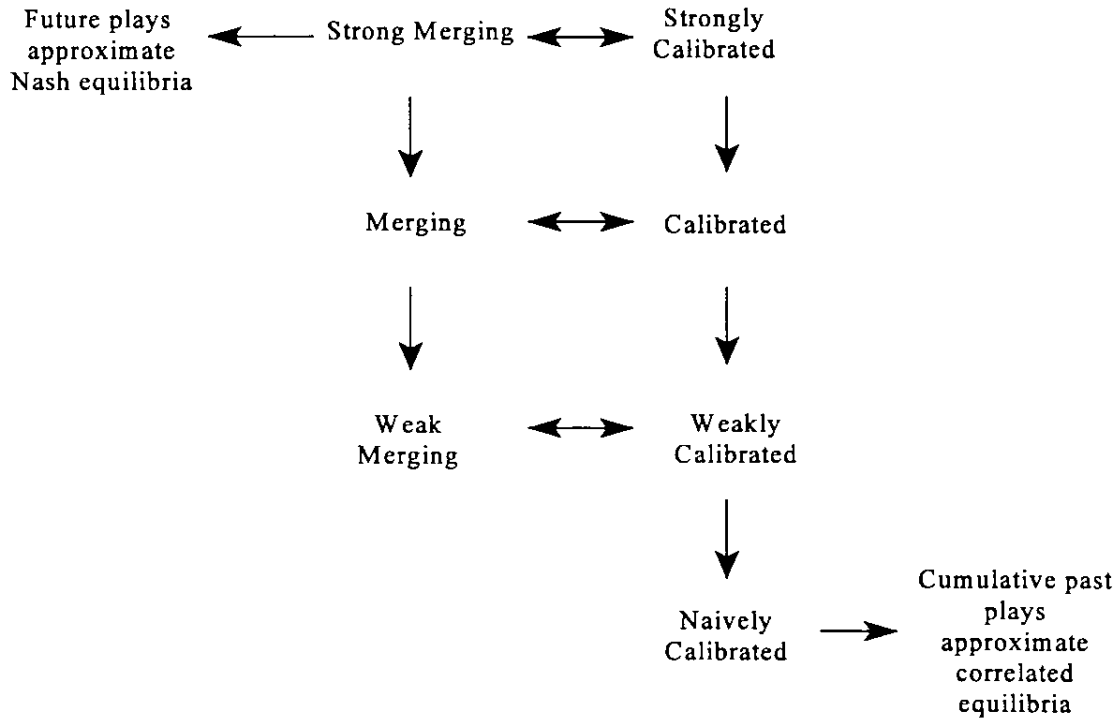 Future plays
approximate
Nash equilibria
Strong Merging
Strongly
Calibrated
Merging
Calibrated
Weak
Merging
Weakly
Calibrated
Naively
Calibrated
Cumulative past
plays
approximate
correlated
equilibria